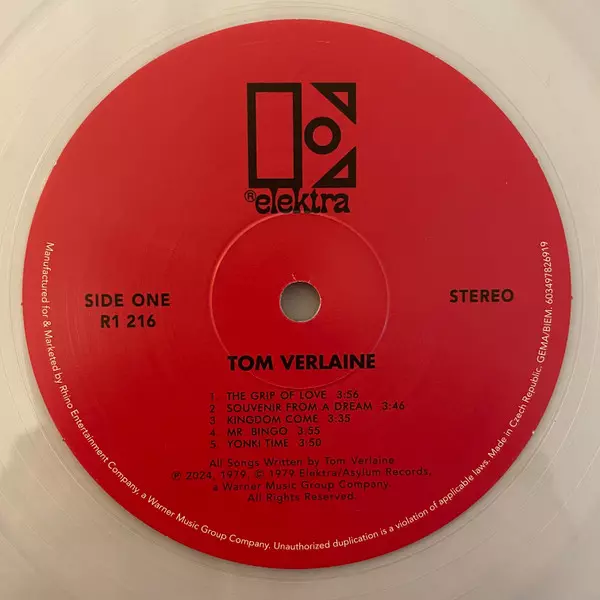 ®elektra
SIDE ONE
R1 216
STEREO
TOM VERLAINE
1. THE GRIP OF LOVE 3:56
2. SOUVENIR FROM A DREAM 3:46
3. KINGDOM COME 3:35
4. MR. BINGO 3:55
5. YONKI TIME 3:50
All Songs Written by Tom Verlaine
℗ 2024, 1979, © 1979 Elektra/Asylum Records,
a Warner Music Group Company.
All Rights Reserved.
Manufactured for & Marketed by Rhino Entertainment Company, a Warner Music Group Company. Unauthorized duplication is a violation of applicable laws. Made in Czech Republic. GEMA/BIEM. 603497826919